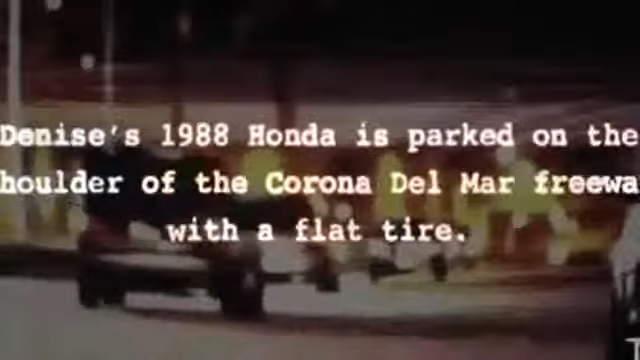 Denise's 1988 Honda is parked on the
houlder of the Corona Del Mar freewa
with a flat tire.